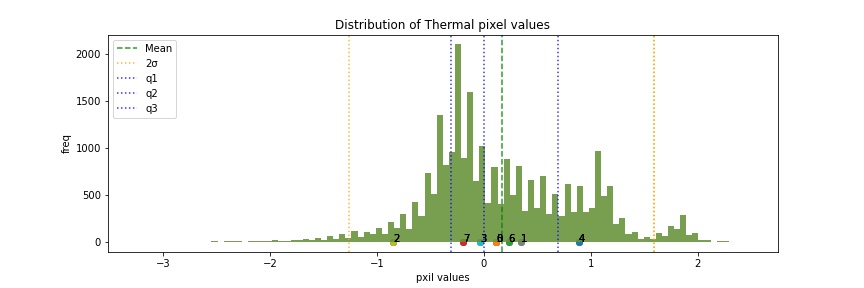 Distribution of Thermal pixel values
Mean
2σ
q1
q2
q3
freq
2000
1500
1000
500
0
2 7 3 6 1 4
−3 −2 −1 0 1 2
pxil values